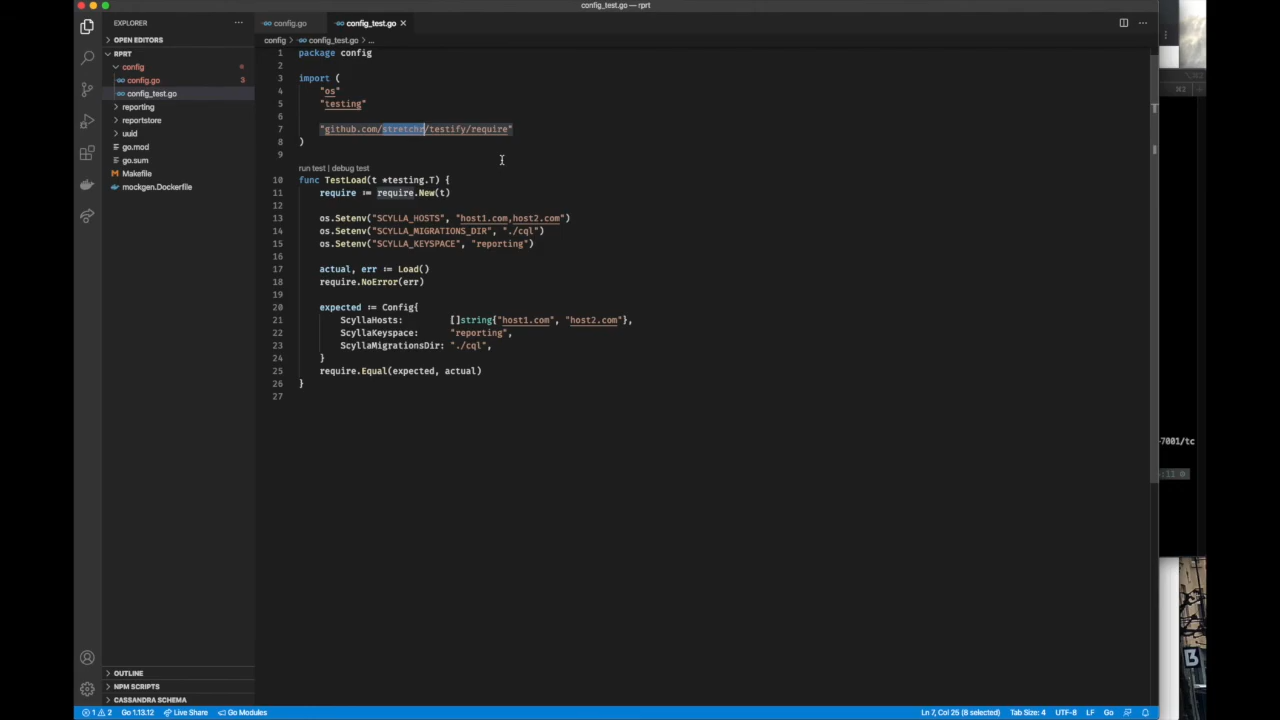 config_test.go — rprt
EXPLORER
OPEN EDITORS
RPRT
config
config.go 3
config_test.go
reporting
reportstore
uuid
go.mod
go.sum
Makefile
mockgen.Dockerfile
OUTLINE
NPM SCRIPTS
CASSANDRA SCHEMA
config.go config_test.go
config > config_test.go > ...
1 package config
2
3 import (
4 "os"
5 "testing"
6
7 "github.com/stretchr/testify/require"
8 )
9
run test | debug test
10 func TestLoad(t *testing.T) {
11 require := require.New(t)
12
13 os.Setenv("SCYLLA_HOSTS", "host1.com,host2.com")
14 os.Setenv("SCYLLA_MIGRATIONS_DIR", "./cql")
15 os.Setenv("SCYLLA_KEYSPACE", "reporting")
16
17 actual, err := Load()
18 require.NoError(err)
19
20 expected := Config{
21 ScyllaHosts: []string{"host1.com", "host2.com"},
22 ScyllaKeyspace: "reporting",
23 ScyllaMigrationsDir: "./cql",
24 }
25 require.Equal(expected, actual)
26 }
27
-7001/tc
1 2 Go 1.13.12 Live Share Go Modules Ln 7, Col 25 (8 selected) Tab Size: 4 UTF-8 LF Go